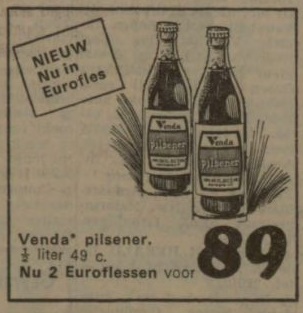 NIEUW
Nu in
Eurofles
Venda
pilsener
Venda
pilsener
Venda* pilsener.
½ liter 49 c.
Nu 2 Euroflessen voor 89